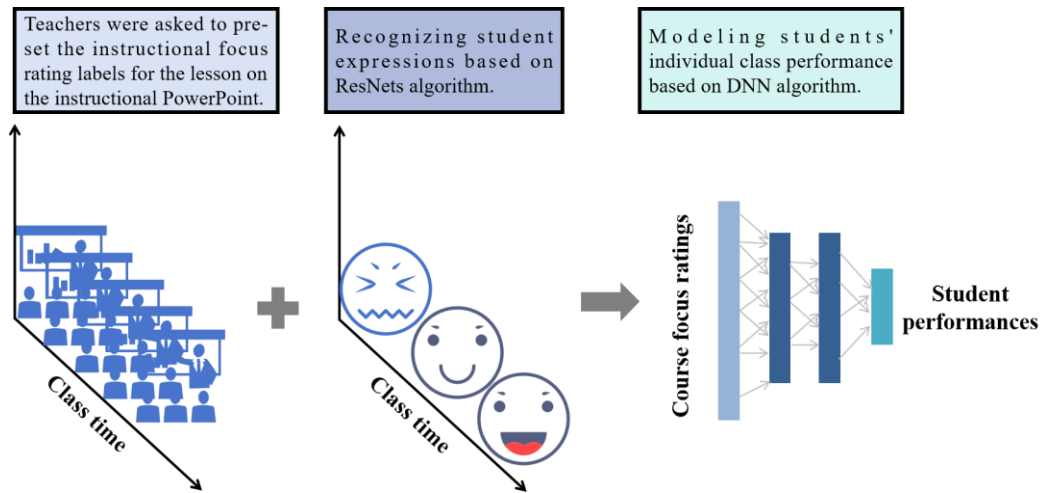 Teachers were asked to pre-
set the instructional focus
rating labels for the lesson on
the instructional PowerPoint.
Recognizing student
expressions based on
ResNets algorithm.
Modeling students'
individual class performance
based on DNN algorithm.
Class time
Class time
Course focus ratings
Student
performances